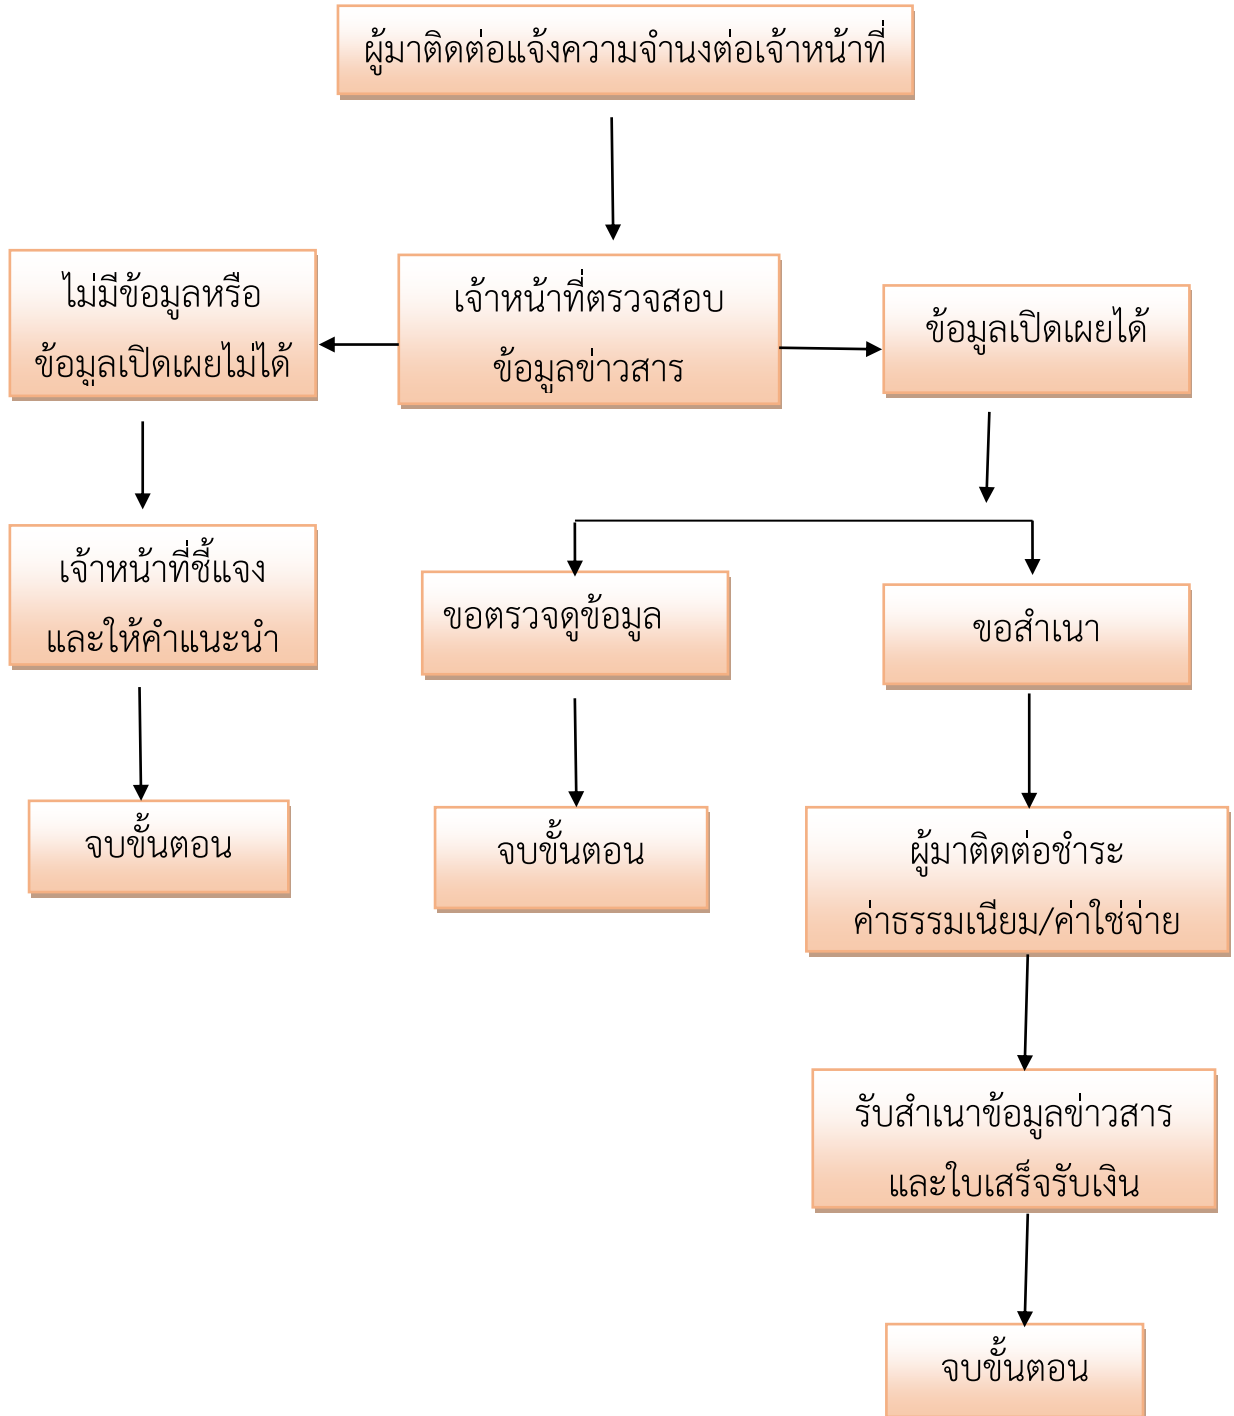 ผู้มาติดต่อแจ้งความจำนงต่อเจ้าหน้าที่
ไม่มีข้อมูลหรือ
ข้อมูลเปิดเผยไม่ได้
เจ้าหน้าที่ตรวจสอบ
ข้อมูลข่าวสาร
ข้อมูลเปิดเผยได้
เจ้าหน้าที่ชี้แจง
และให้คำแนะนำ
ขอตรวจดูข้อมูล
ขอสำเนา
จบขั้นตอน
จบขั้นตอน
ผู้มาติดต่อชำระ
ค่าธรรมเนียม/ค่าใช่จ่าย
รับสำเนาข้อมูลข่าวสาร
และใบเสร็จรับเงิน
จบขั้นตอน